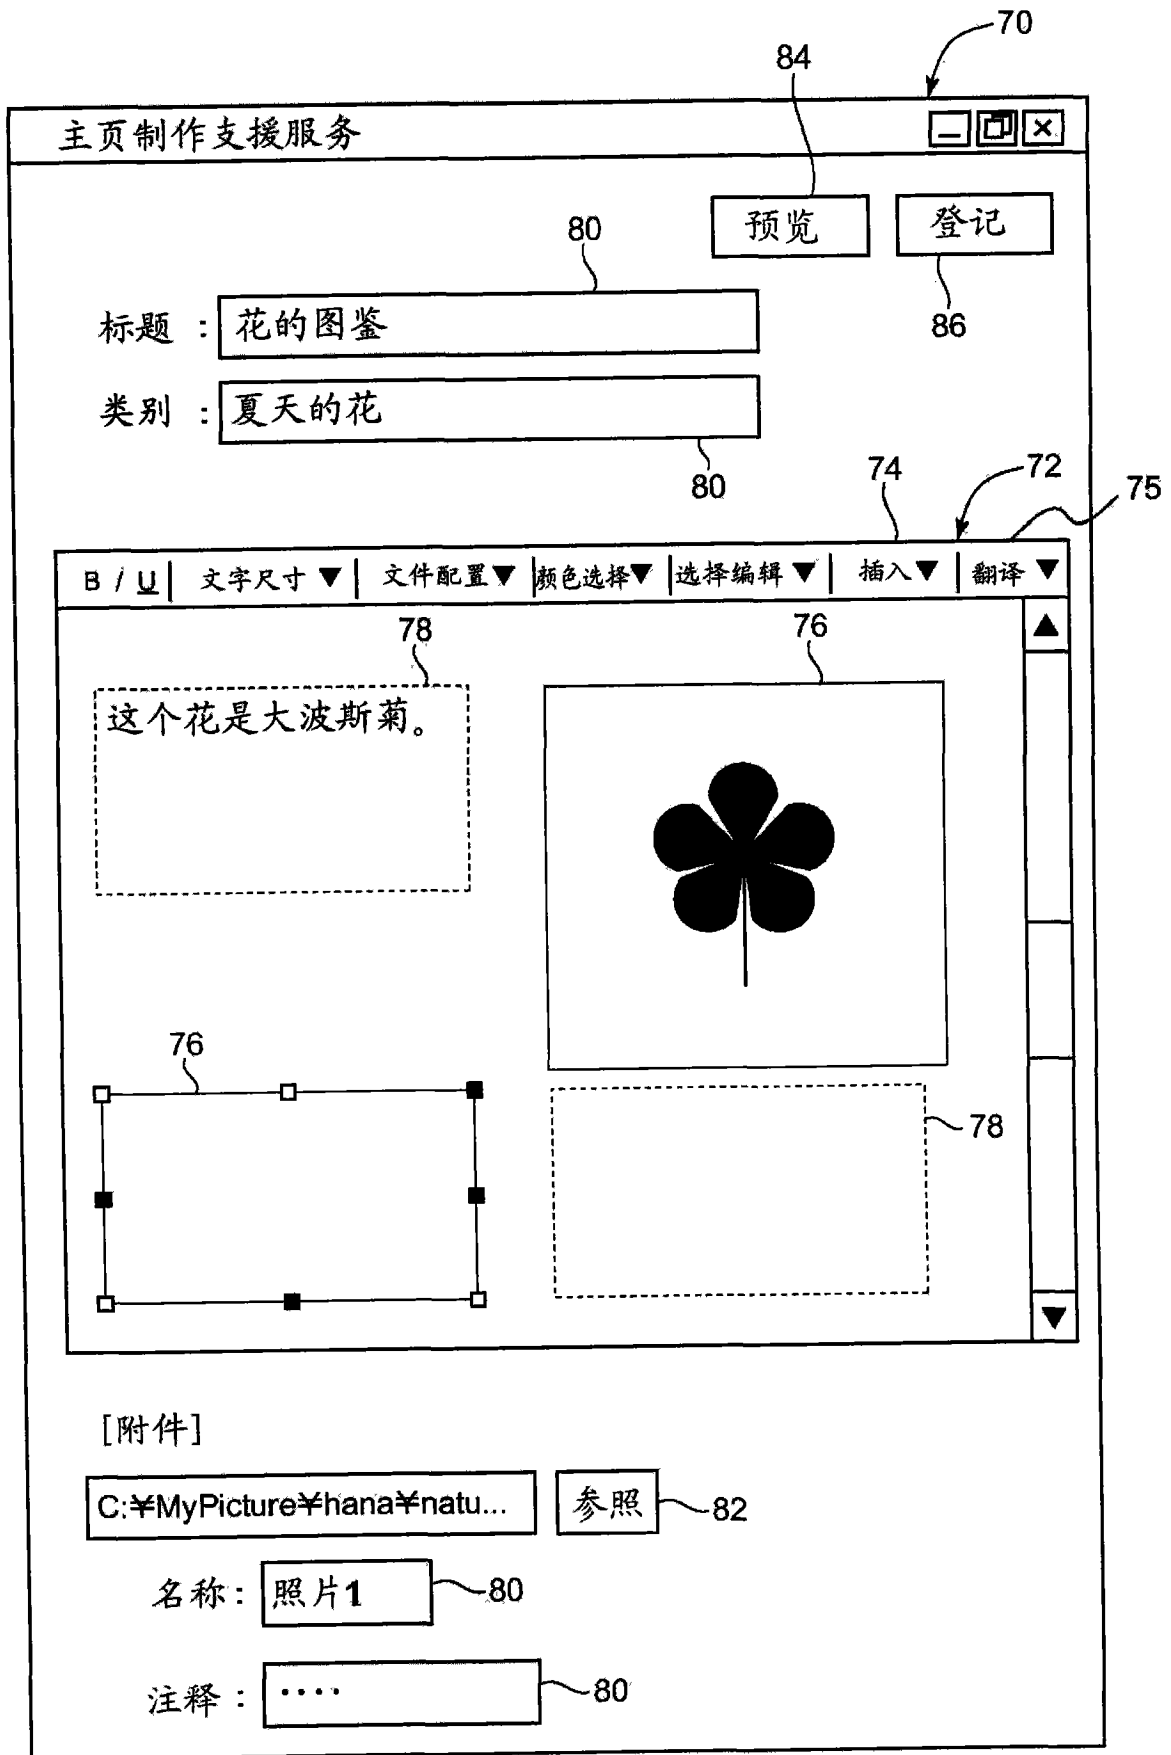 70
84
主页制作支援服务
预览 登记
80
86
标题 : 花的图鉴
类别 : 夏天的花
80
74 72 75
B / U 文字尺寸▼ 文件配置▼ 颜色选择▼ 选择编辑▼ 插入▼ 翻译▼
78 76
这个花是大波斯菊。
76
78
[附件]
C:¥MyPicture¥hana¥natu... 参照 82
名称: 照片1 80
注释: ···· 80